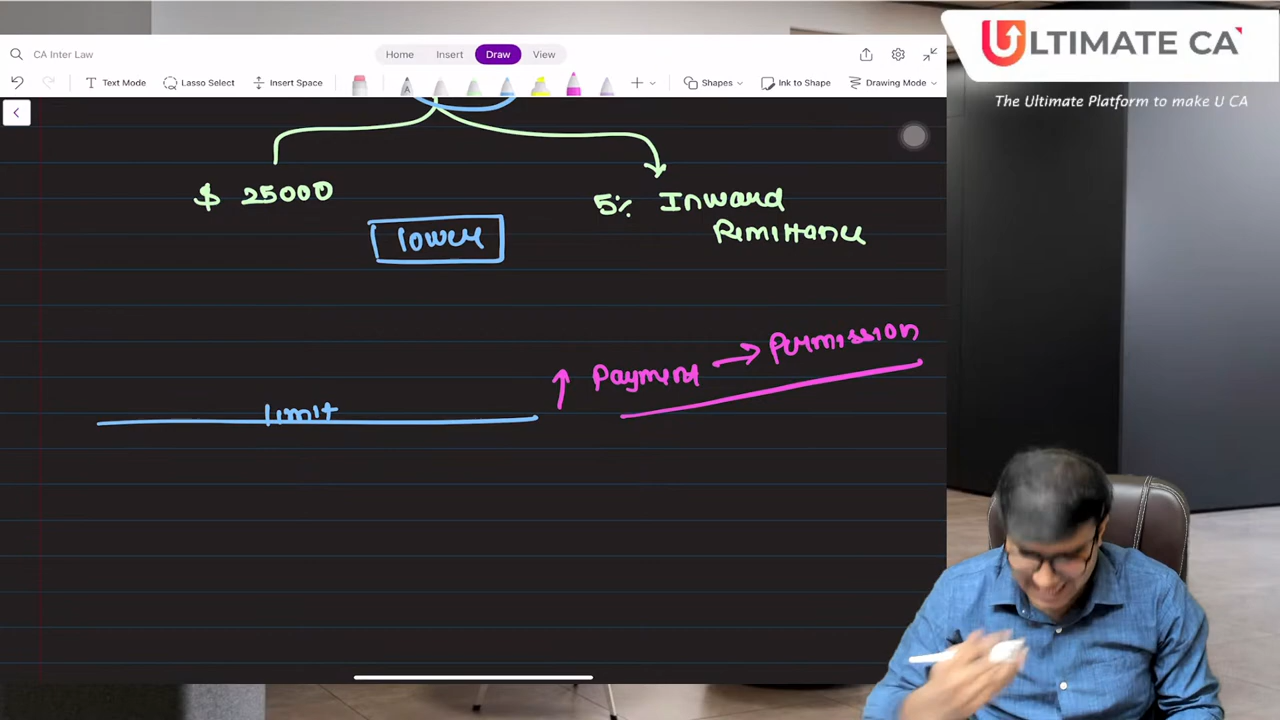 CA Inter Law
Home Insert Draw View
ULTIMATE CA
The Ultimate Platform to make U CA
Text Mode Lasso Select Insert Space Shapes Ink to Shape Drawing Mode
$ 25000
5% Inward
Remittance
lower
Payment → Permission
limit